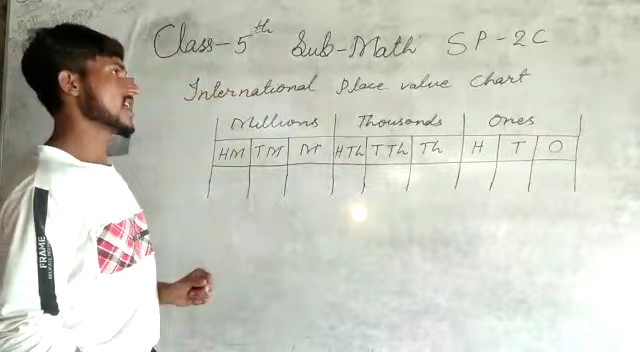 Class-5th Sub-Math SP-2C
International Place value Chart
Millions Thousands Ones
HM TM M HTh TTh Th H T O
FRAME